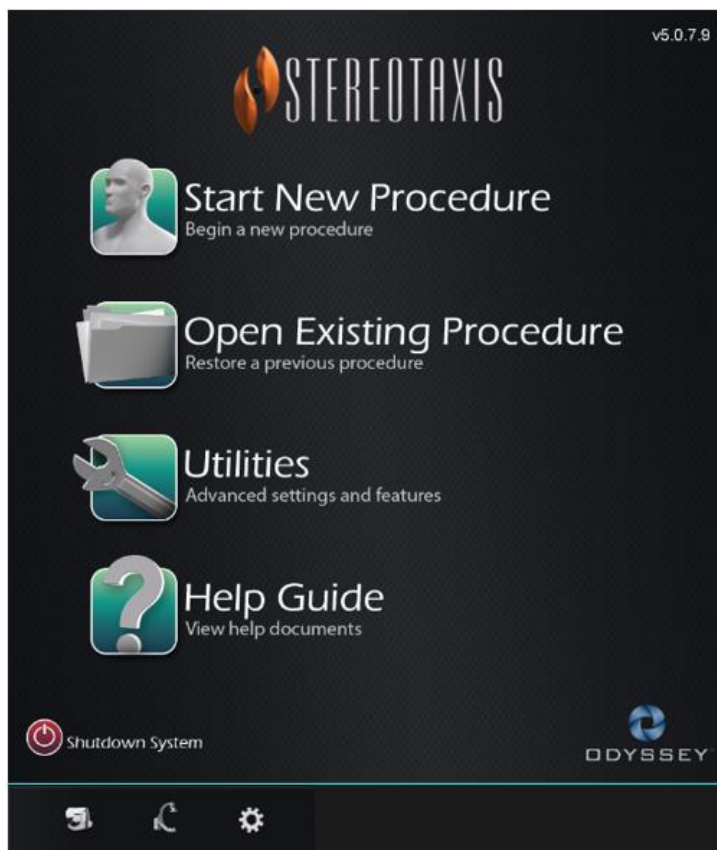 v5.0.7.9
STEREOTAXIS
Start New Procedure
Begin a new procedure
Open Existing Procedure
Restore a previous procedure
Utilities
Advanced settings and features
Help Guide
View help documents
Shutdown System
ODYSSEY